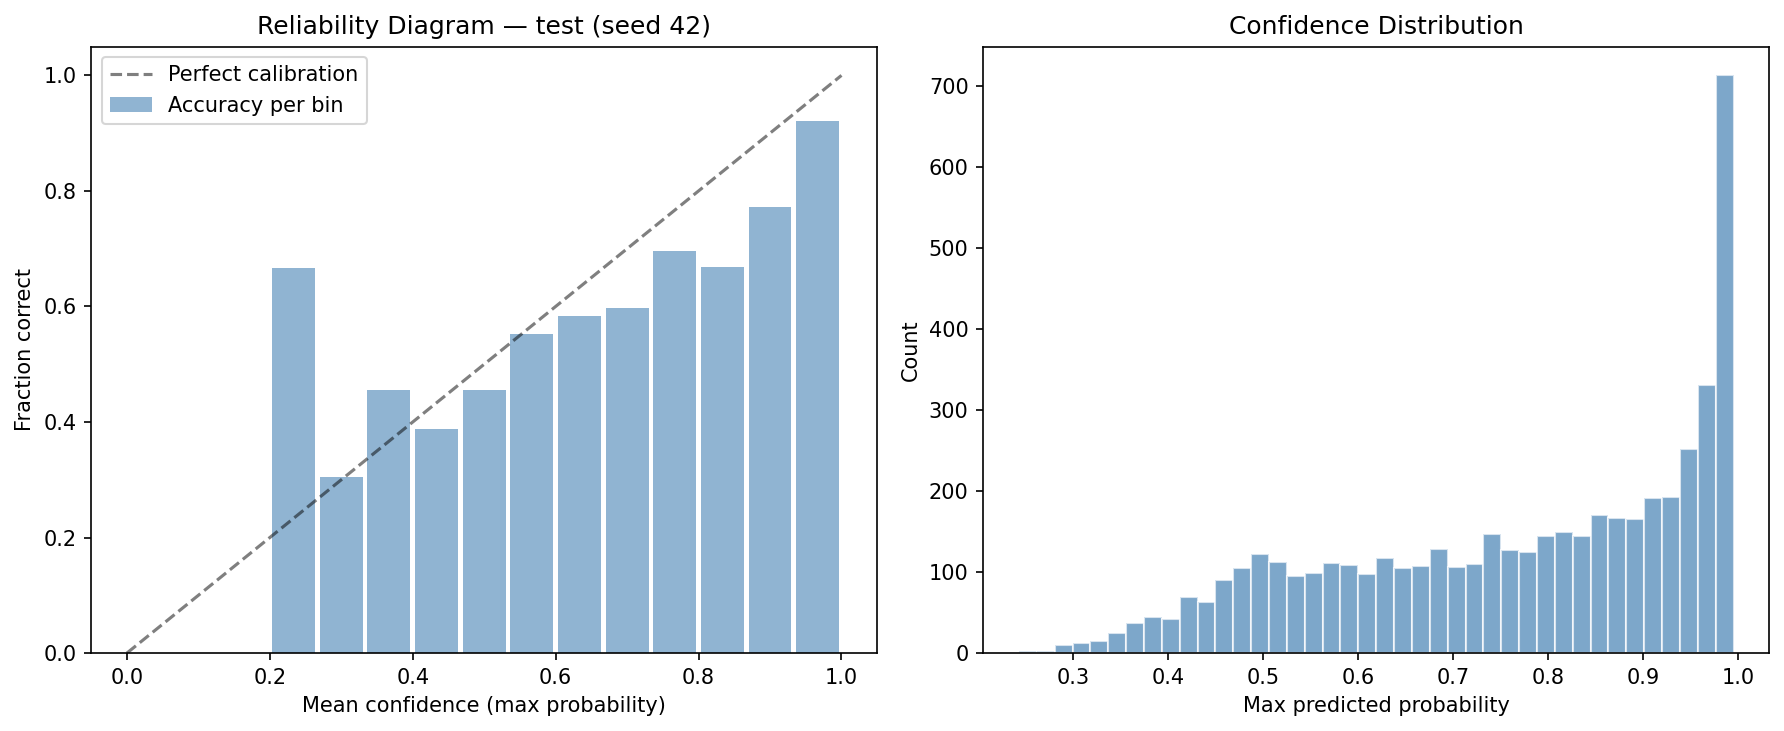 Reliability Diagram — test (seed 42)
Perfect calibration
Accuracy per bin
1.0
0.8
0.6
0.4
0.2
0.0
Fraction correct
0.0 0.2 0.4 0.6 0.8 1.0
Mean confidence (max probability)
Confidence Distribution
700
600
500
400
300
200
100
0
Count
0.3 0.4 0.5 0.6 0.7 0.8 0.9 1.0
Max predicted probability